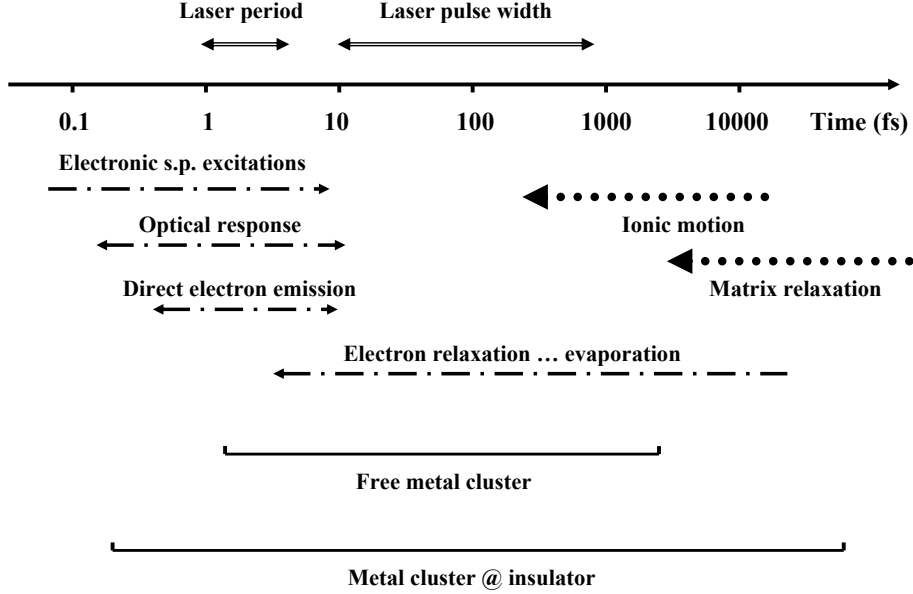 Laser period
Laser pulse width
0.1 1 10 100 1000 10000 Time (fs)
Electronic s.p. excitations
Optical response
Ionic motion
Direct electron emission
Matrix relaxation
Electron relaxation … evaporation
Free metal cluster
Metal cluster @ insulator